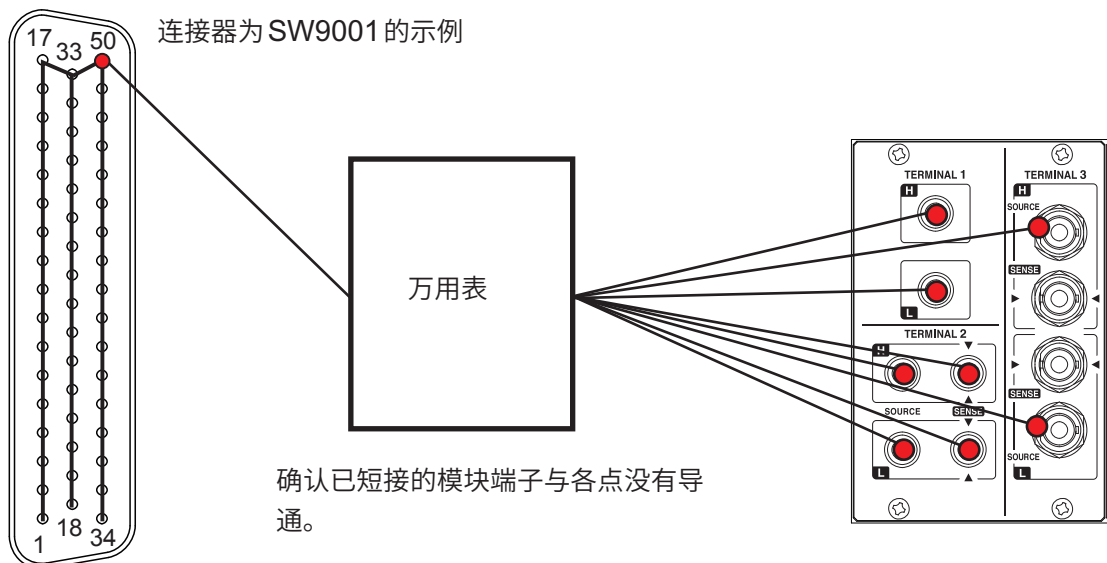 连接器为SW9001的示例
17
33
50
1
18
34
万用表
确认已短接的模块端子与各点没有导
通。
TERMINAL 1
H
L
TERMINAL 2
H
SOURCE
SENSE
L
TERMINAL 3
H
SOURCE
SENSE
SENSE
SOURCE
L